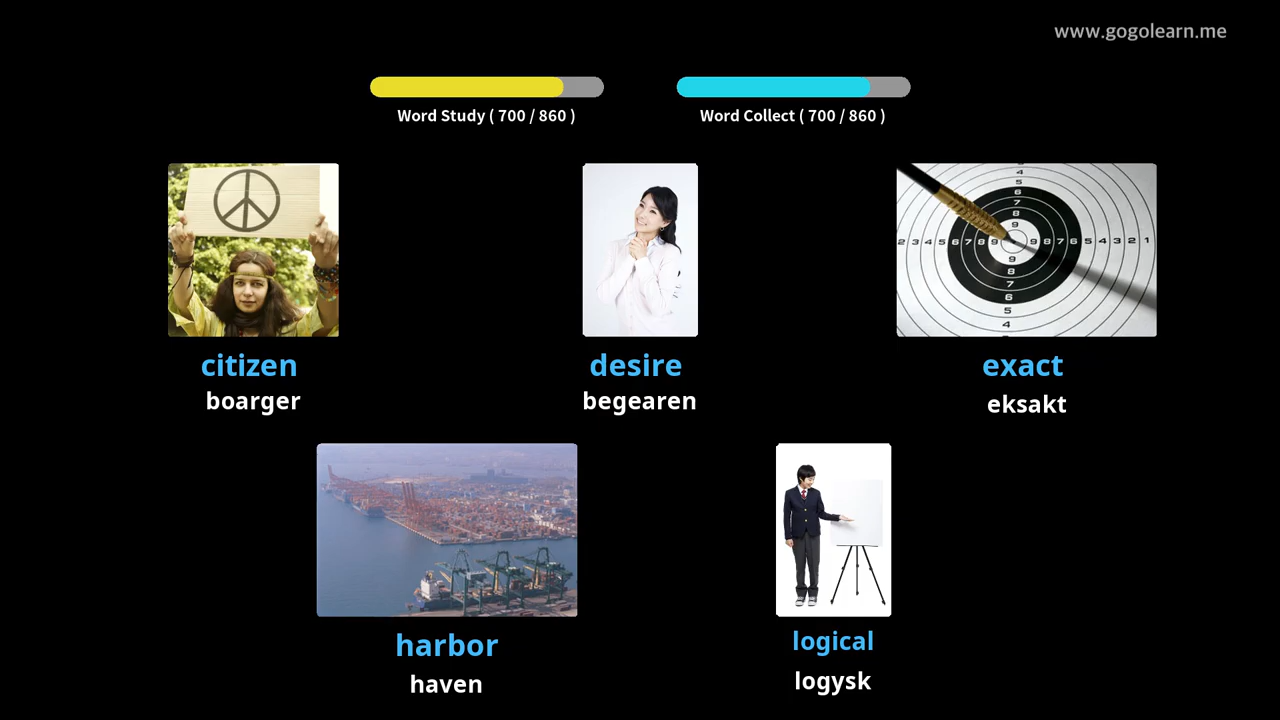 www.gogolearn.me
Word Study ( 700 / 860 )
Word Collect ( 700 / 860 )
citizen
boarger
desire
begearen
exact
eksakt
harbor
haven
logical
logysk